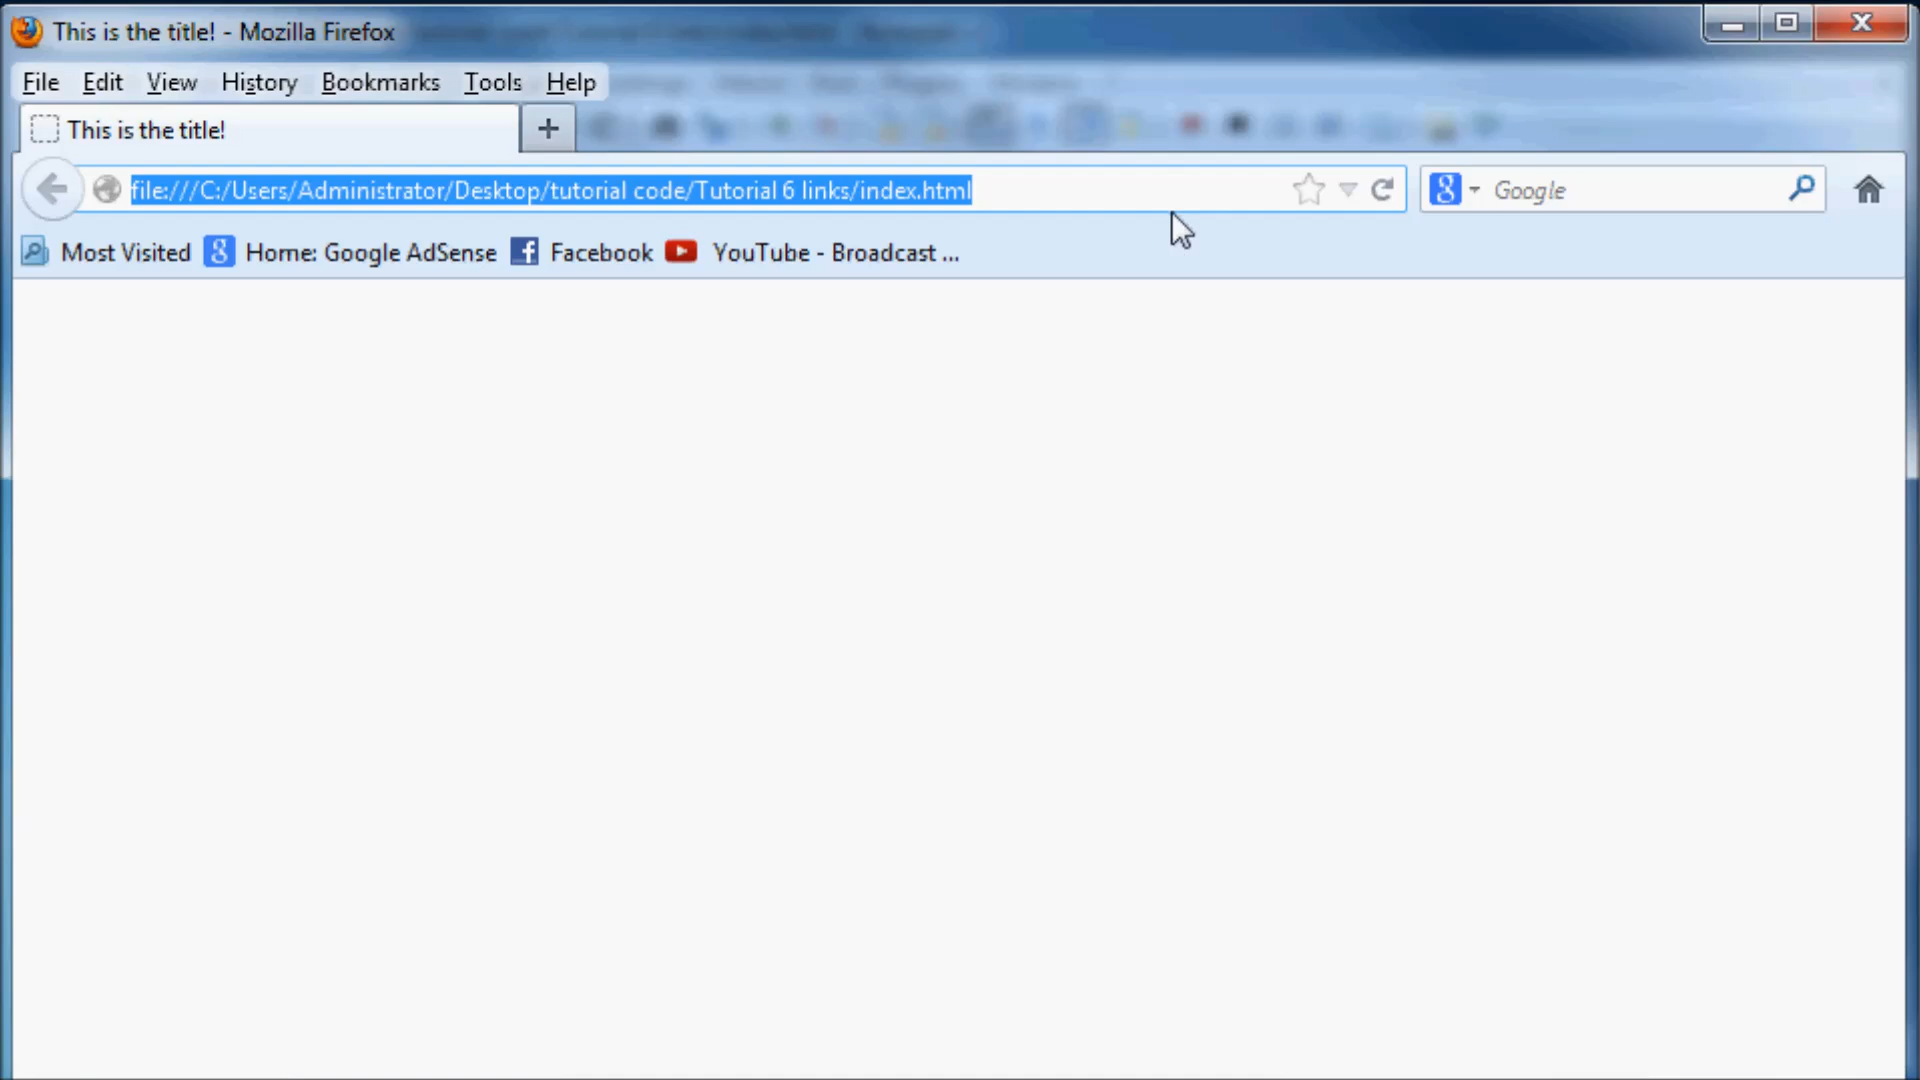 This is the title! - Mozilla Firefox
File Edit View History Bookmarks Tools Help
This is the title!
file:///C:/Users/Administrator/Desktop/tutorial code/Tutorial 6 links/index.html Google
Most Visited Home: Google AdSense Facebook YouTube - Broadcast ...